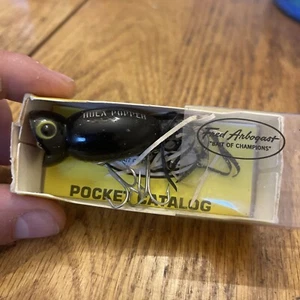 HULA POPPER
Fred Arbogast
"BAIT OF CHAMPIONS"
POCKET CATALOG